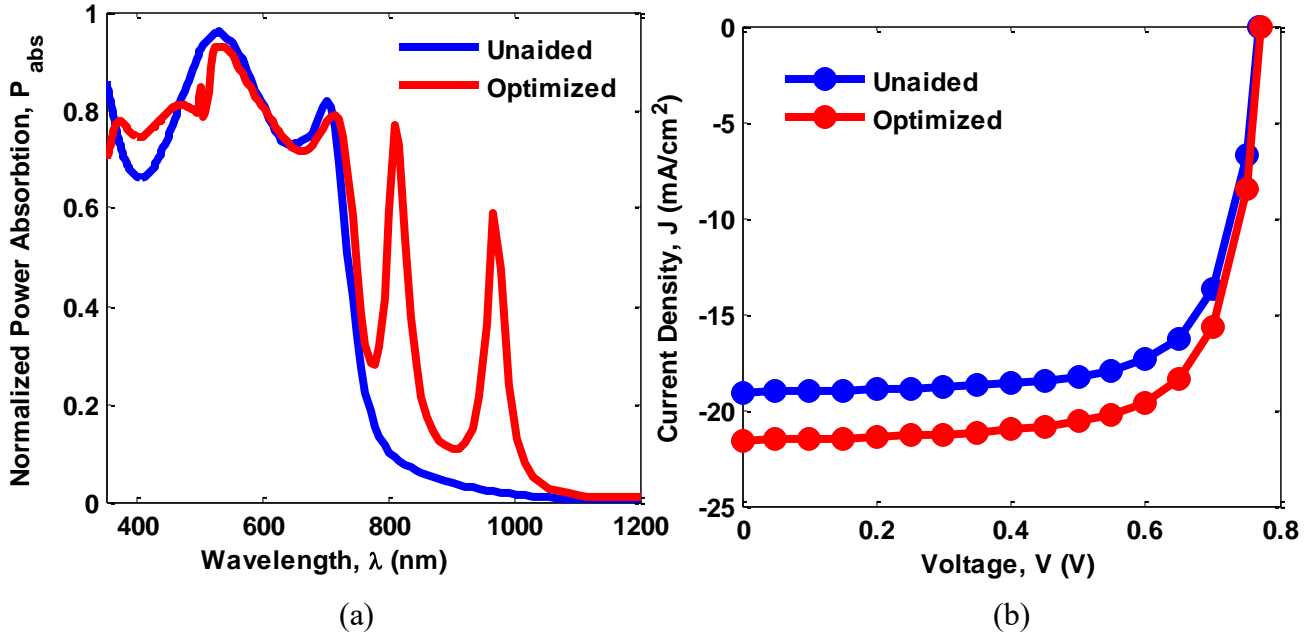 Normalized Power Absorbtion, P_abs
1
0.8
0.6
0.4
0.2
0
400
600
800
1000
1200
Wavelength, λ (nm)
Unaided
Optimized
(a)
Current Density, J (mA/cm²)
0
-5
-10
-15
-20
-25
0
0.2
0.4
0.6
0.8
Voltage, V (V)
Unaided
Optimized
(b)